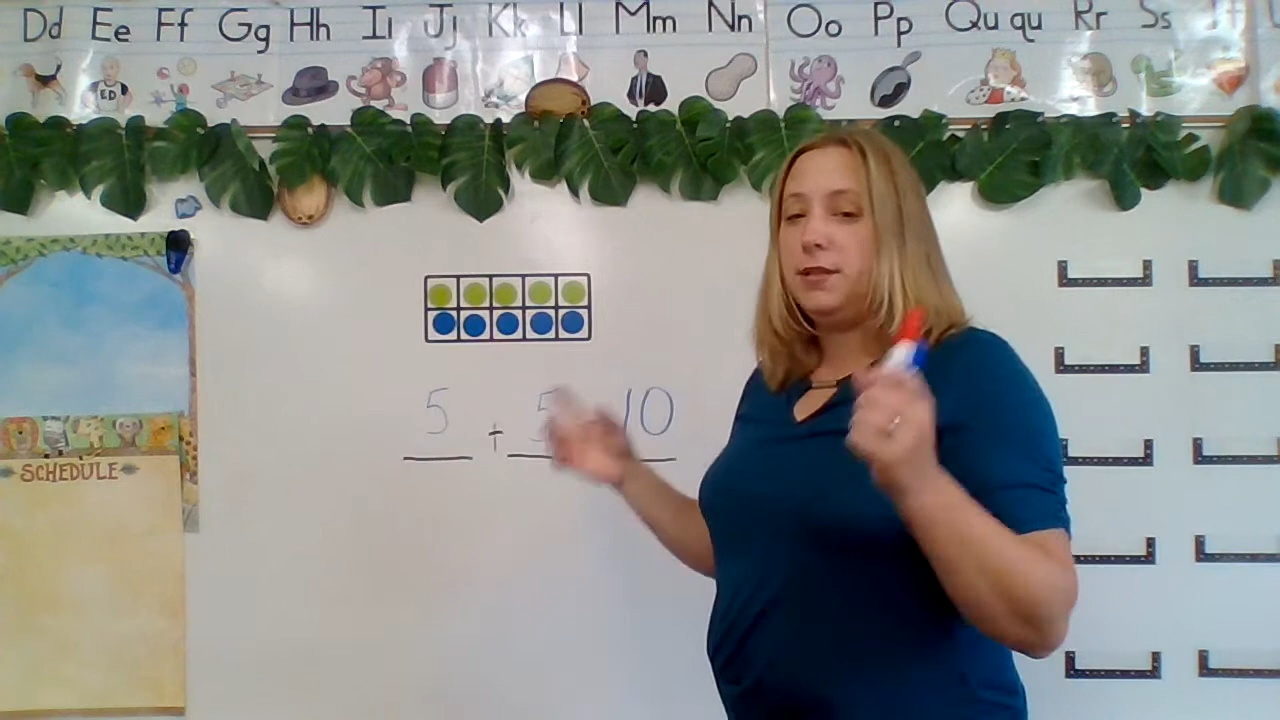 Dd Ee Ff Gg Hh Ii Jj Kk Ll Mm Nn Oo Pp Qu qu Rr Ss
ED
5 + 5 10
SCHEDULE